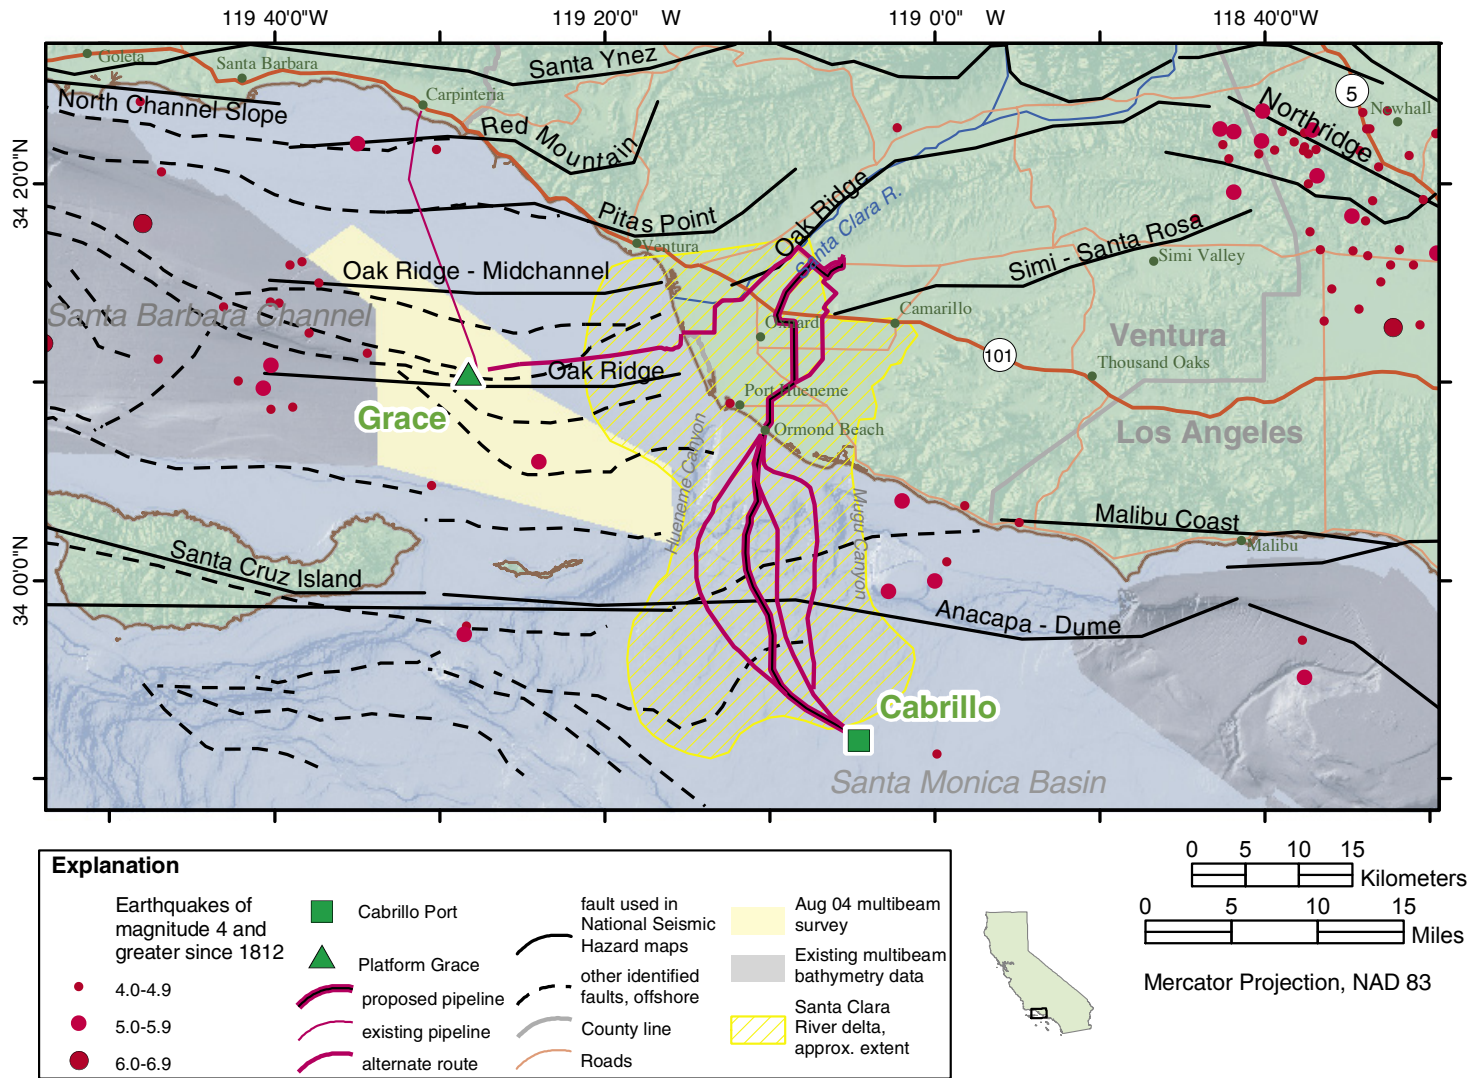 119 40'0"W
119 20'0" W
119 0'0" W
118 40'0"W
34 20'0"N
34 00'0"N
Goleta
Santa Barbara
Santa Ynez
Carpinteria
North Channel Slope
Red Mountain
Northridge
5
Newhall
Pitas Point
Oak Ridge
Santa Clara R.
Ventura
Simi - Santa Rosa
Simi Valley
Oak Ridge - Midchannel
Santa Barbara Channel
Camarillo
Oxnard
Ventura
101
Thousand Oaks
Oak Ridge
Port Hueneme
Grace
Ormond Beach
Los Angeles
Hueneme Canyon
Mugu Canyon
Malibu Coast
Malibu
Santa Cruz Island
Anacapa - Dume
Cabrillo
Santa Monica Basin
Explanation
Earthquakes of
magnitude 4 and
greater since 1812
4.0-4.9
5.0-5.9
6.0-6.9
Cabrillo Port
Platform Grace
proposed pipeline
existing pipeline
alternate route
fault used in
National Seismic
Hazard maps
other identified
faults, offshore
County line
Roads
Aug 04 multibeam
survey
Existing multibeam
bathymetry data
Santa Clara
River delta,
approx. extent
0 5 10 15
Kilometers
0 5 10 15
Miles
Mercator Projection, NAD 83